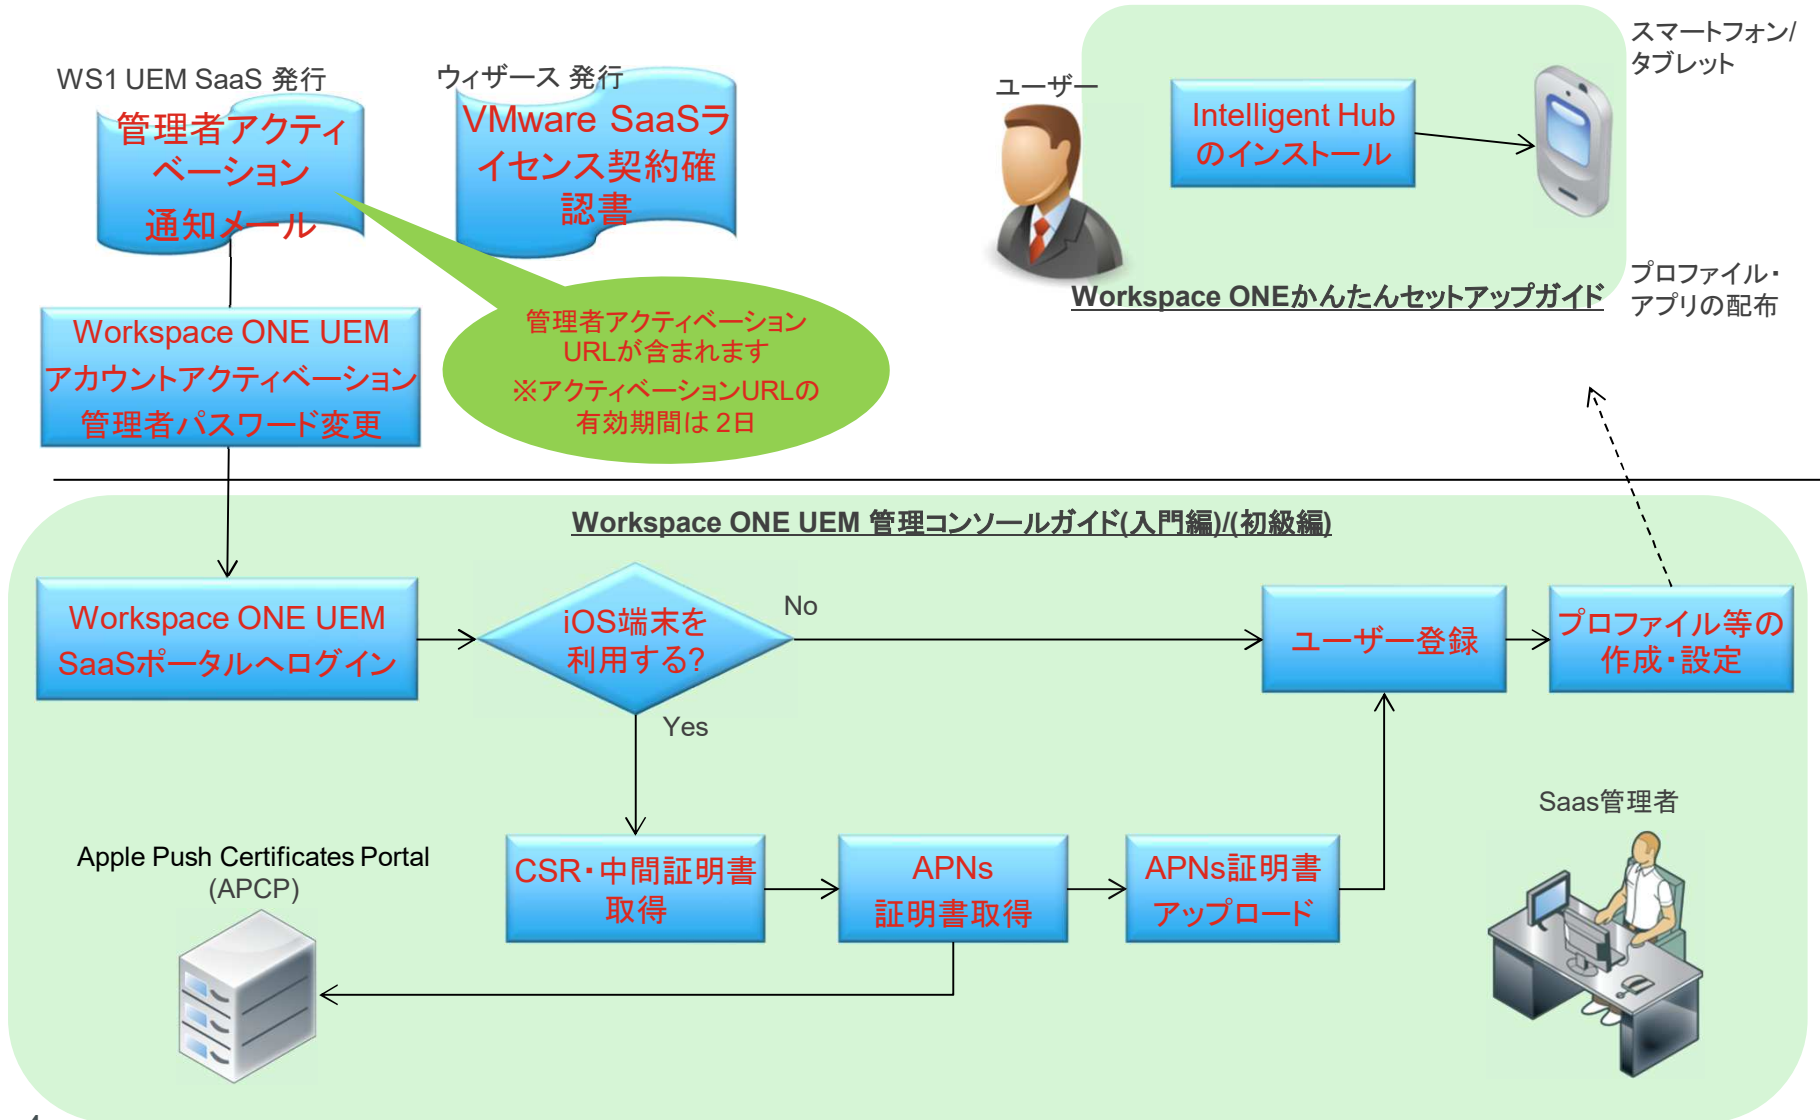 WS1 UEM SaaS 発行
管理者アクティ
ベーション
通知メール
ウィザース 発行
VMware SaaSラ
イセンス契約確
認書
ユーザー
Intelligent Hub
のインストール
スマートフォン/
タブレット
Workspace ONEかんたんセットアップガイド
プロファイル・
アプリの配布
Workspace ONE UEM
アカウントアクティベーション
管理者パスワード変更
管理者アクティベーション
URLが含まれます
※アクティベーションURLの
有効期間は 2日
Workspace ONE UEM 管理コンソールガイド(入門編)/(初級編)
Workspace ONE UEM
SaaSポータルへログイン
iOS端末を
利用する?
No
Yes
ユーザー登録
プロファイル等の
作成・設定
Apple Push Certificates Portal
(APCP)
CSR・中間証明書
取得
APNs
証明書取得
APNs証明書
アップロード
Saas管理者